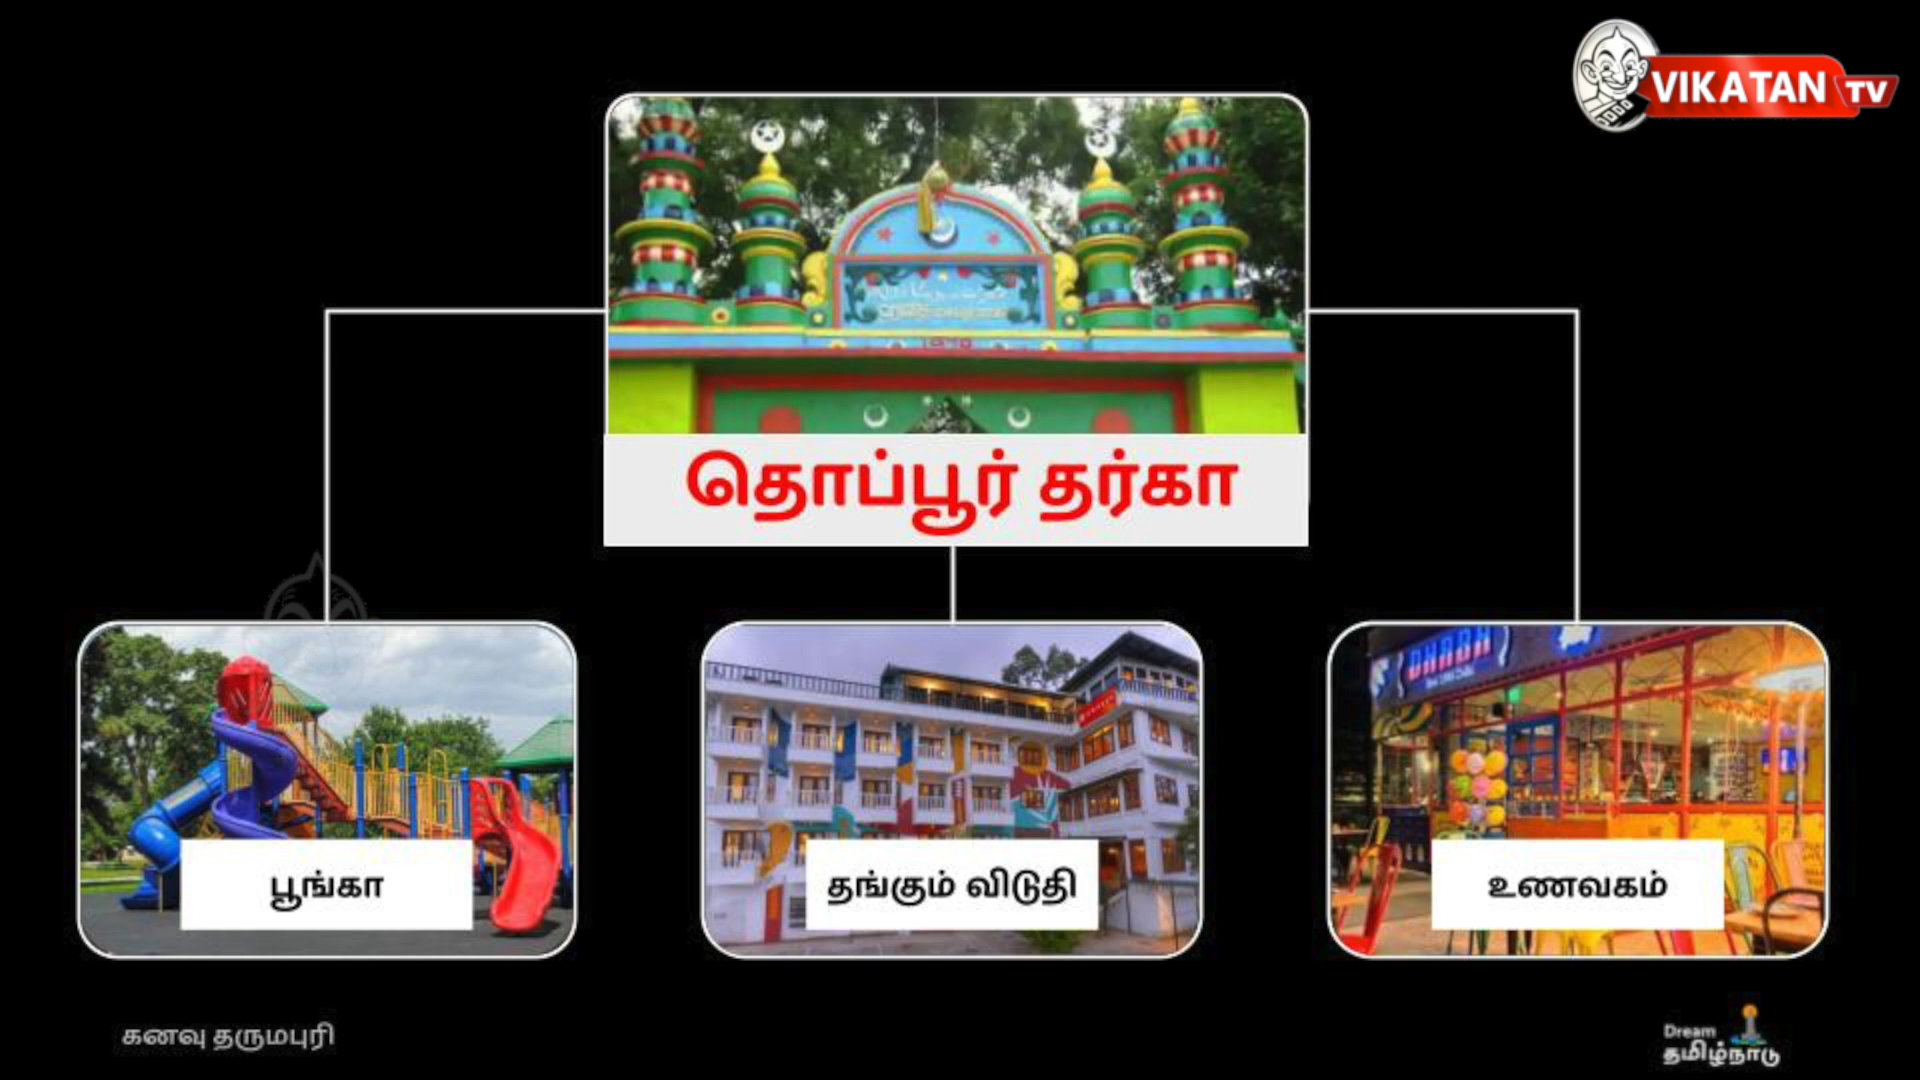 VIKATAN TV
தொப்பூர் தர்கா
பூங்கா
தங்கும் விடுதி
உணவகம்
கனவு தருமபுரி
Dream
தமிழ்நாடு